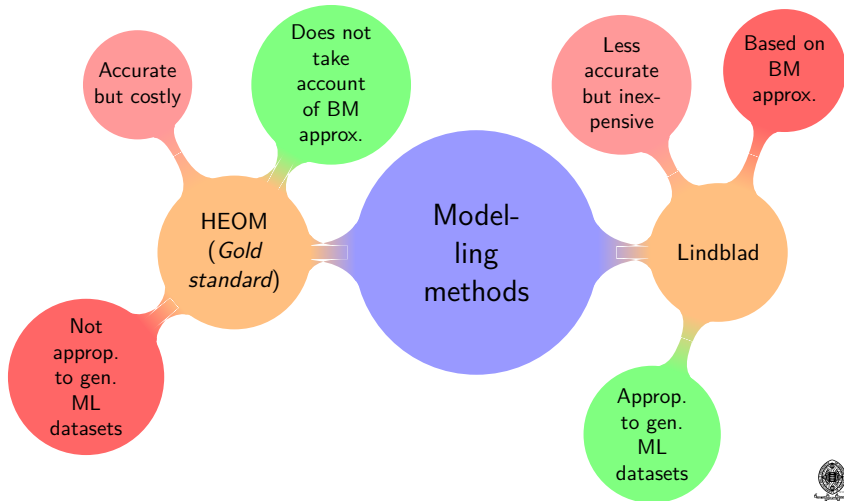 Accurate
but costly
Does not
take
account
of BM
approx.
HEOM
(Gold
standard)
Not
approp.
to gen.
ML
datasets
Model-
ling
methods
Less
accurate
but inex-
pensive
Based on
BM
approx.
Lindblad
Approp.
to gen.
ML
datasets